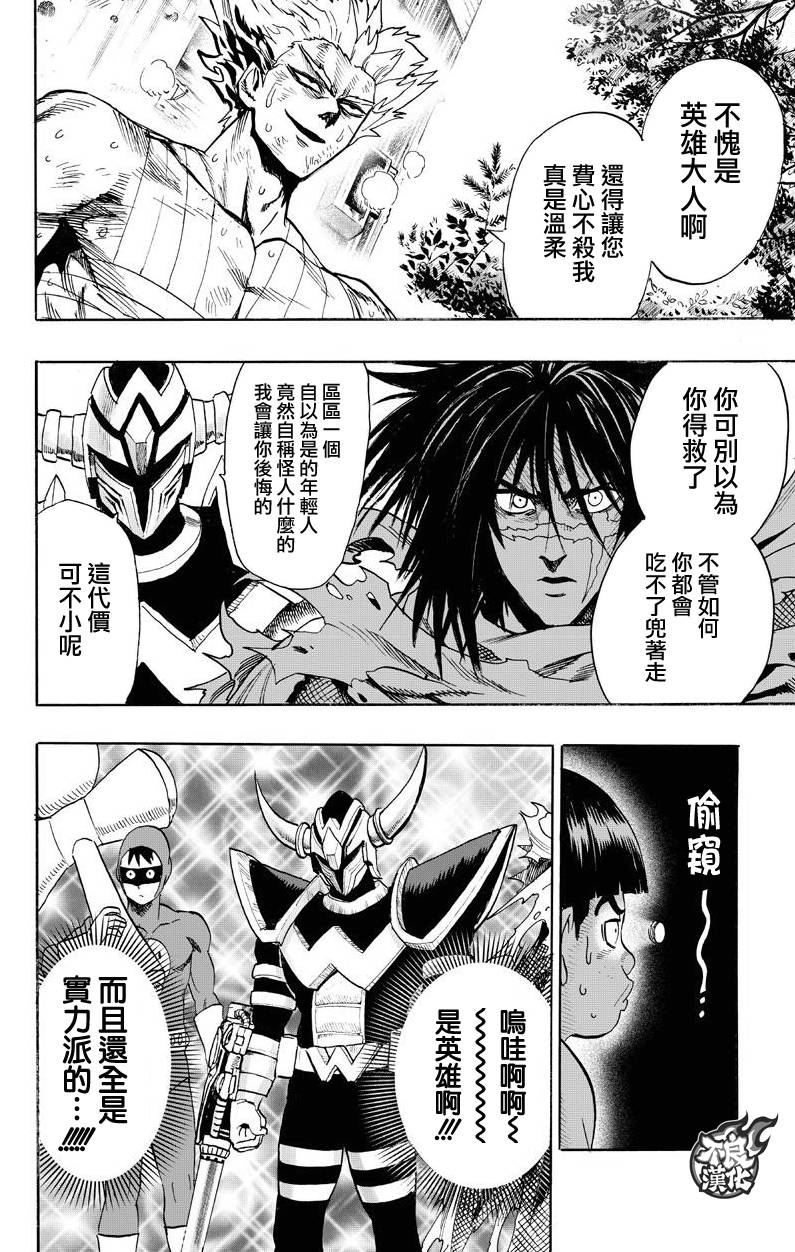 不愧是
英雄大人啊
還得讓您
費心不殺我
真是溫柔
你可別以為
你得救了
不管如何
你都會
吃不了兜著走
區區一個
自以為是的年輕人
竟然自稱怪人什麼的
我會讓你後悔的
這代價
可不小呢
偷窺～…
嗚哇啊啊～
～～～～～～
是英雄啊!!!
而且還全是
實力派的…!!!!!!
不良漢化